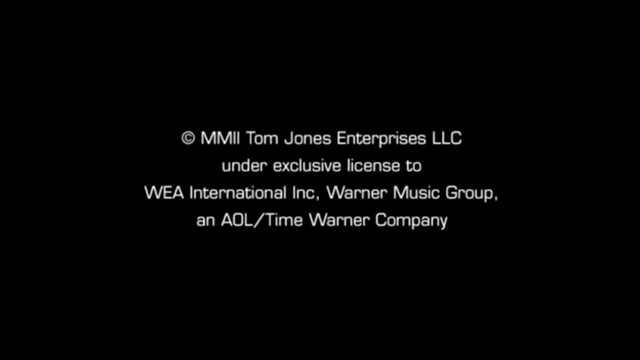 © MMII Tom Jones Enterprises LLC
under exclusive license to
WEA International Inc, Warner Music Group,
an AOL/Time Warner Company